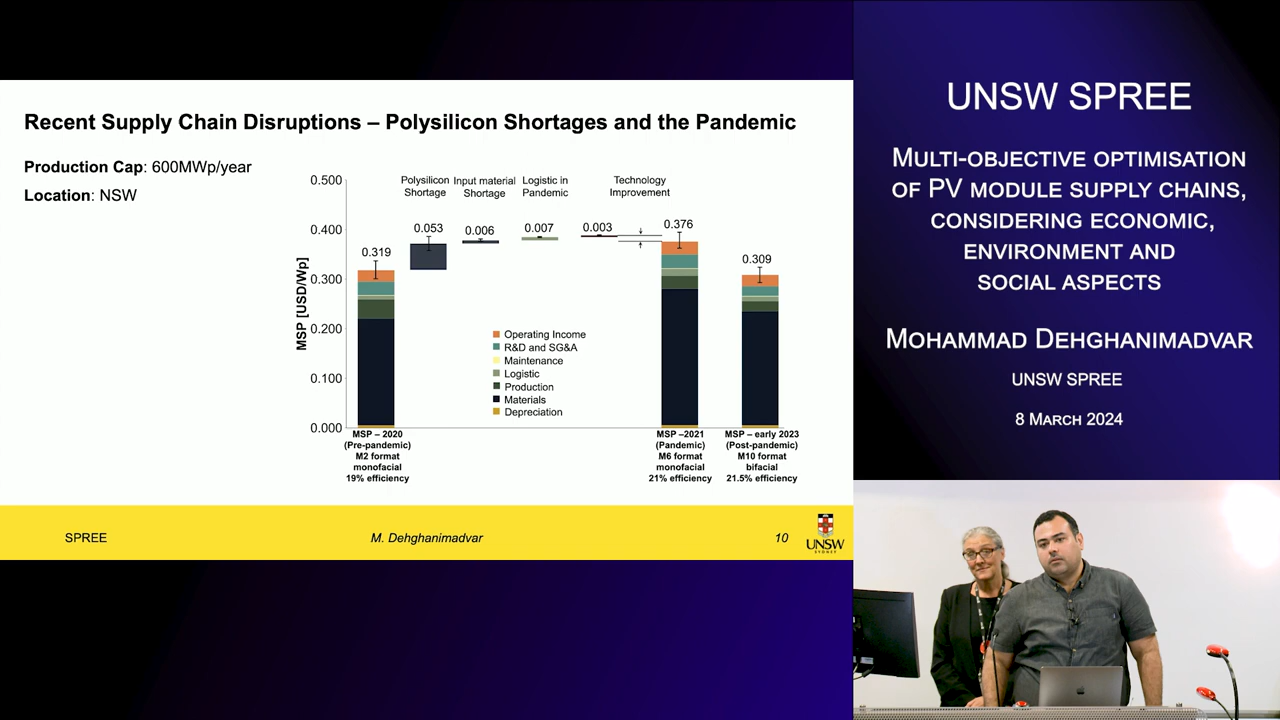 Recent Supply Chain Disruptions – Polysilicon Shortages and the Pandemic
Production Cap: 600MWp/year
Location: NSW
MSP [USD/Wp]
0.500
0.400
0.300
0.200
0.100
0.000
Polysilicon
Shortage
Input material
Shortage
Logistic in
Pandemic
Technology
Improvement
0.319
0.053
0.006
0.007
0.003
0.376
0.309
Operating Income
R&D and SG&A
Maintenance
Logistic
Production
Materials
Depreciation
MSP – 2020
(Pre-pandemic)
M2 format
monofacial
19% efficiency
MSP –2021
(Pandemic)
M6 format
monofacial
21% efficiency
MSP – early 2023
(Post-pandemic)
M10 format
bifacial
21.5% efficiency
SPREE
M. Dehghanimadvar
10
UNSW
SYDNEY
UNSW SPREE
Multi-objective optimisation
of PV module supply chains,
considering economic,
environment and
social aspects
Mohammad Dehghanimadvar
UNSW SPREE
8 March 2024